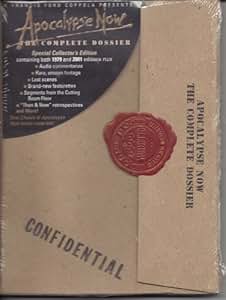 FRANCIS FORD COPPOLA PRESENTS
Apocalypse Now
THE COMPLETE DOSSIER
Special Collector's Edition
containing both 1979 and 2001 editions plus
• Audio commentaries
• Rare, unseen footage
• Lost scenes
• Brand-new featurettes
• Segments from the Cutting
Room Floor
• "Then & Now" retrospectives
and More!
APOCALYPSE NOW
THE COMPLETE DOSSIER
CONFIDENTIAL